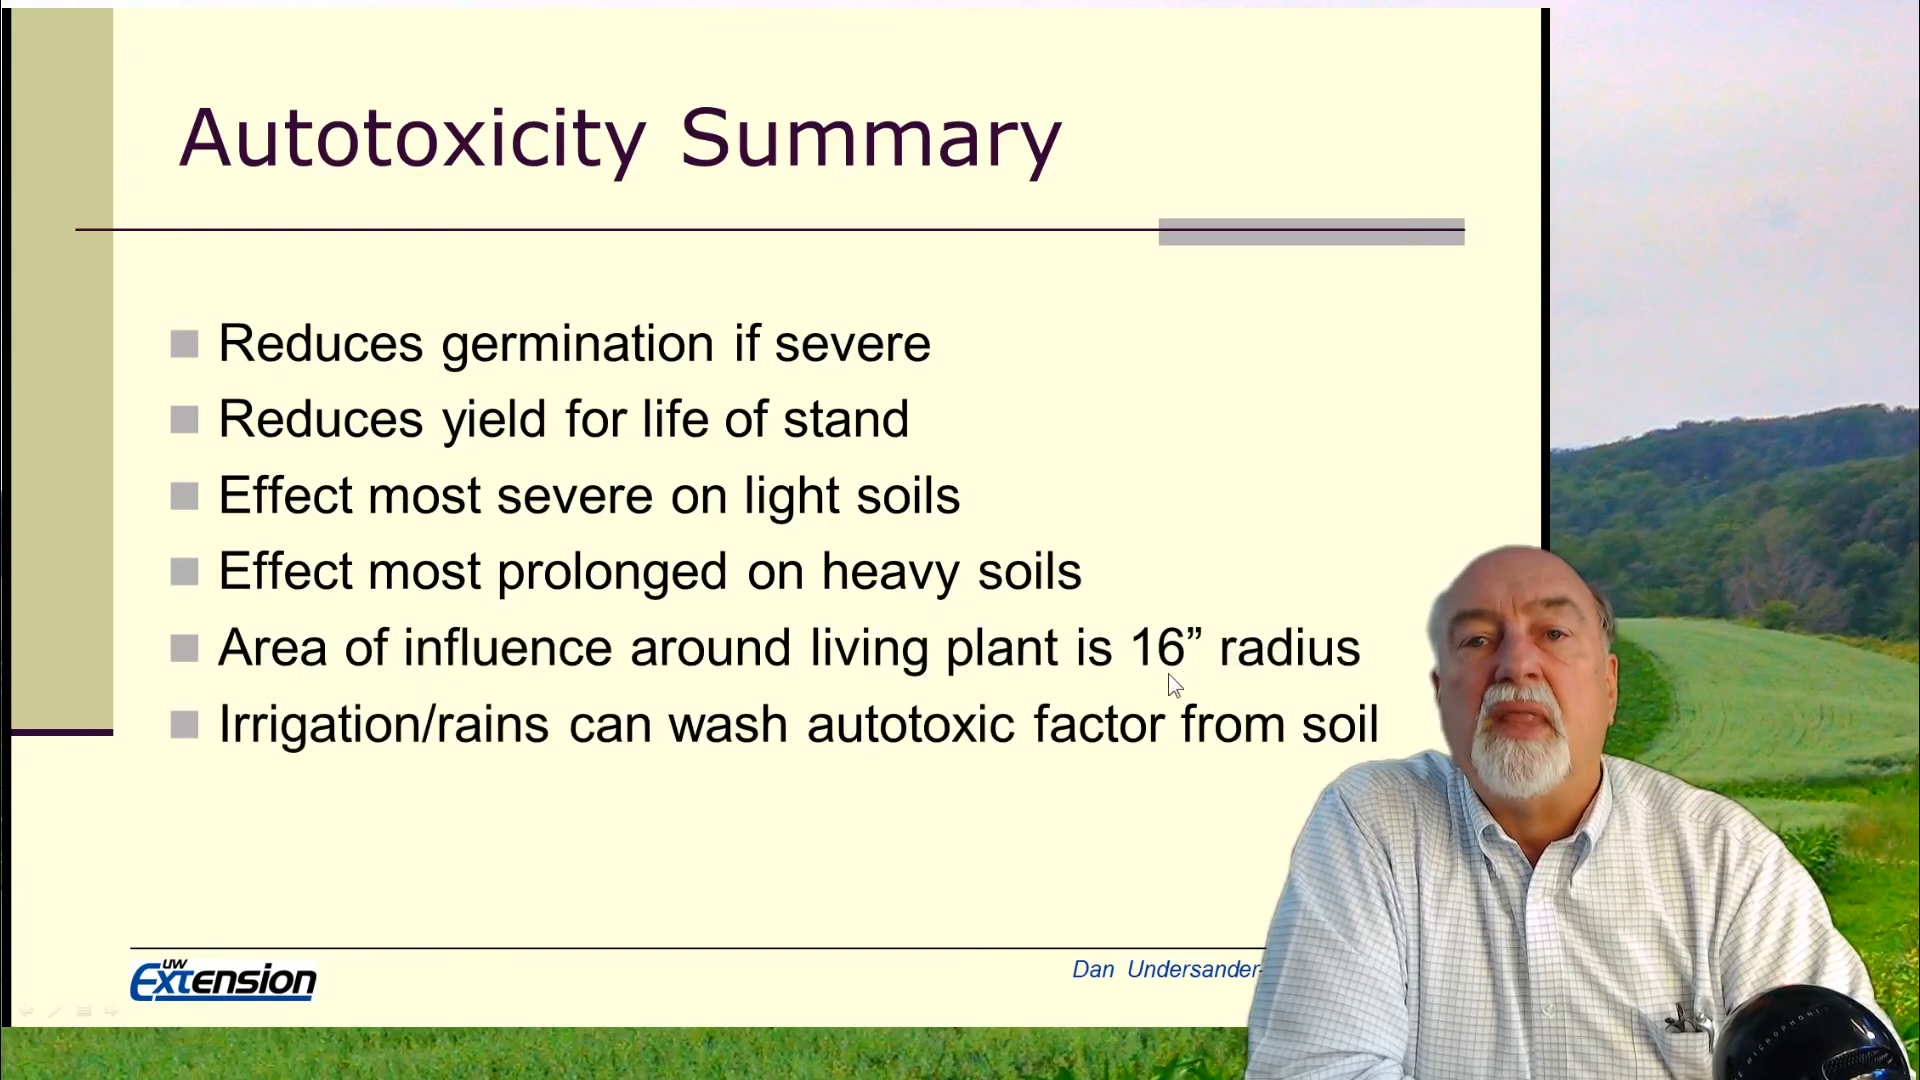 Autotoxicity Summary
Reduces germination if severe
Reduces yield for life of stand
Effect most severe on light soils
Effect most prolonged on heavy soils
Area of influence around living plant is 16” radius
Irrigation/rains can wash autotoxic factor from soil
UW
Extension
Dan Undersander-
MICROPHONES